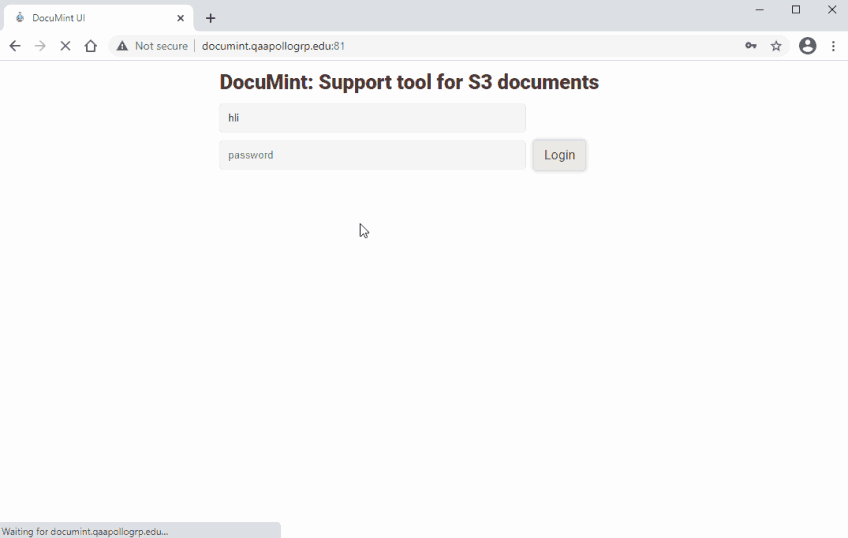 DocuMint UI
Not secure documint.qaapollogrp.edu:81
DocuMint: Support tool for S3 documents
hli
password
Login
Waiting for documint.qaapollogrp.edu...